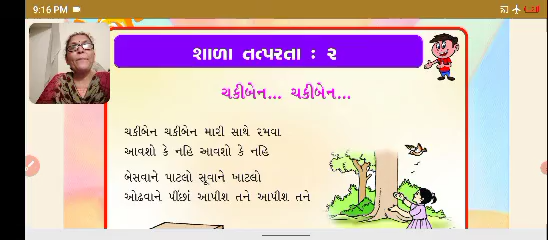 9:16 PM
શાળા તત્પરતા : ૨
ચકીબેન... ચકીબેન...
ચકીબેન ચકીબેન મારી સાથે રમવા
આવશો કે નહિ આવશો કે નહિ
બેસવાને પાટલો સૂવાને ખાટલો
ઓઢવાને પીંછાં આપીશ તને આપીશ તને